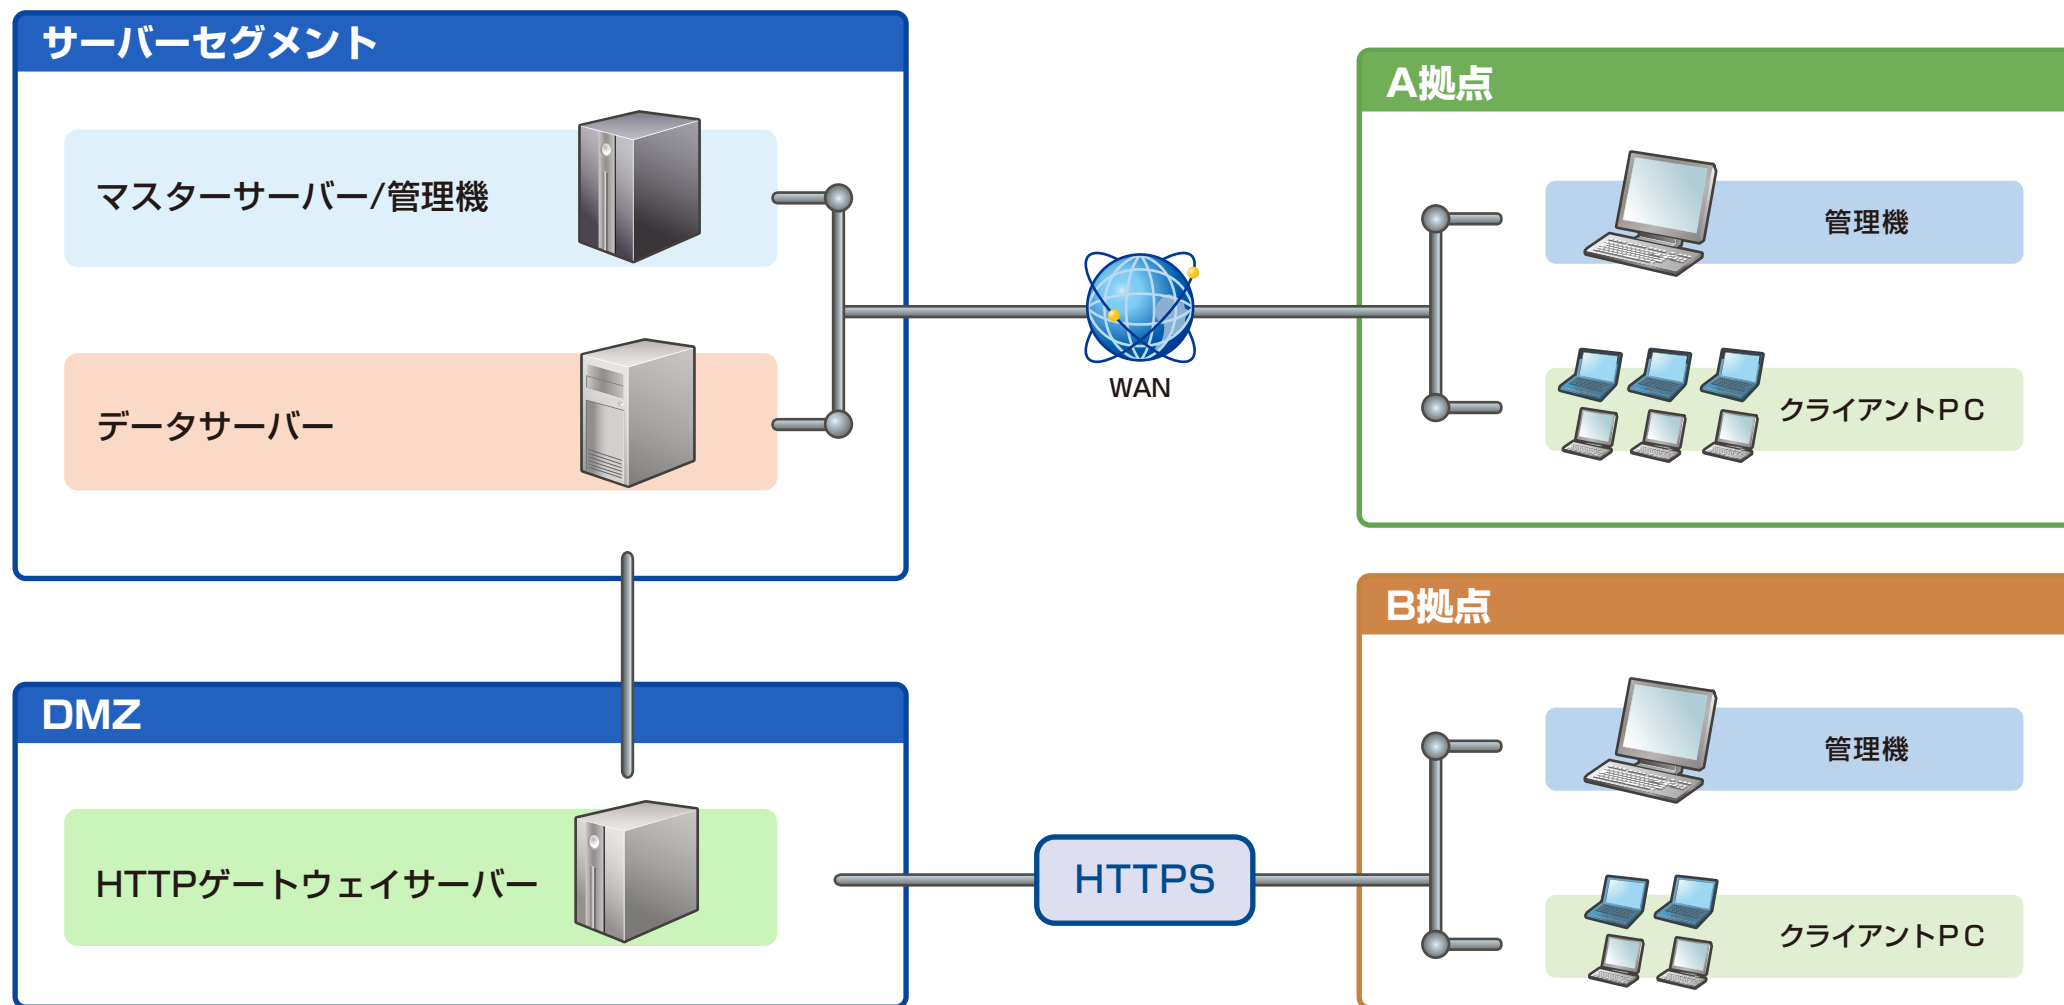 サーバーセグメント
マスターサーバー/管理機
データサーバー
WAN
A拠点
管理機
クライアントPC
DMZ
HTTPゲートウェイサーバー
HTTPS
B拠点
管理機
クライアントPC